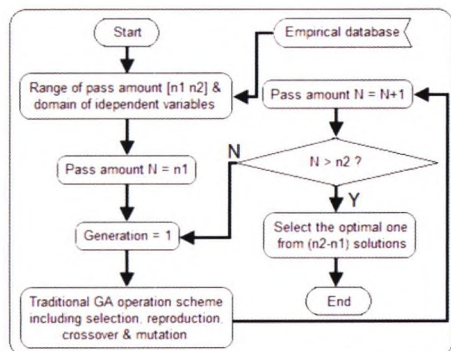 Start
Empirical database
Range of pass amount [n1 n2] &
domain of idependent variables
Pass amount N = N+1
Pass amount N = n1
N
N > n2 ?
Y
Generation = 1
Select the optimal one
from (n2-n1) solutions
Traditional GA operation scheme
including selection, reproduction,
crossover & mutation
End